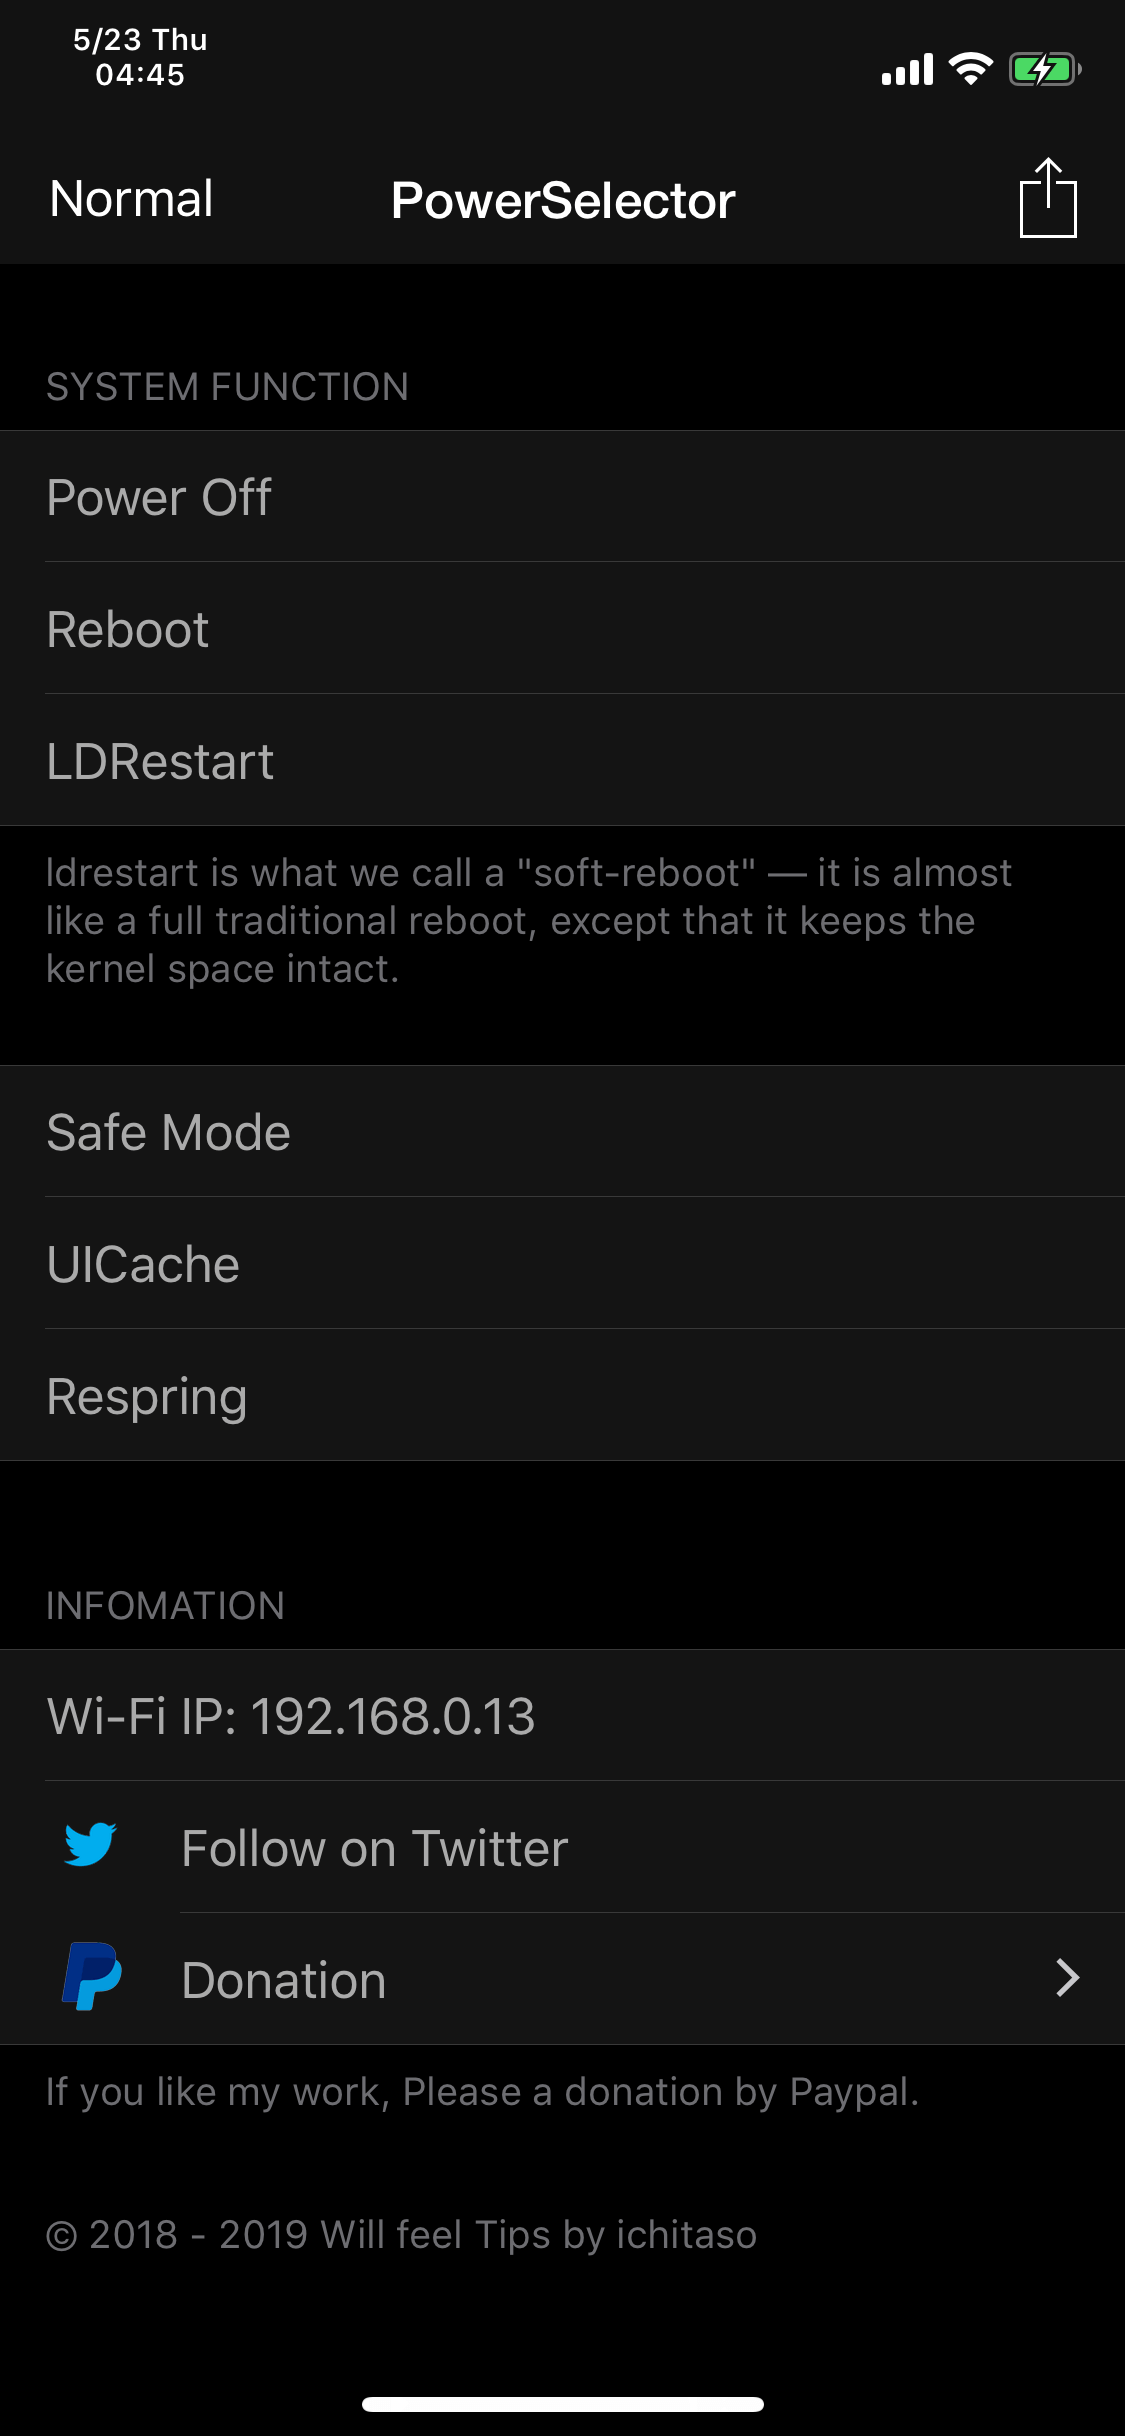 5/23 Thu
04:45
Normal
PowerSelector
SYSTEM FUNCTION
Power Off
Reboot
LDRestart
ldrestart is what we call a "soft-reboot" — it is almost
like a full traditional reboot, except that it keeps the
kernel space intact.
Safe Mode
UICache
Respring
INFOMATION
Wi-Fi IP: 192.168.0.13
Follow on Twitter
Donation
If you like my work, Please a donation by Paypal.
© 2018 - 2019 Will feel Tips by ichitaso